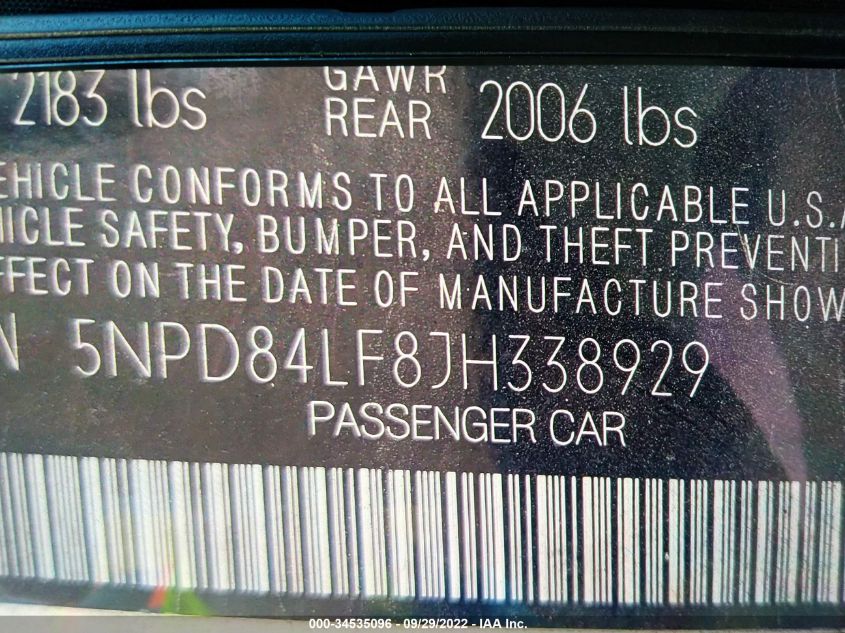 2183 lbs GAWR REAR 2006 lbs
EHICLE CONFORMS TO ALL APPLICABLE U.S.A
HICLE SAFETY, BUMPER, AND THEFT PREVENTI
FFECT ON THE DATE OF MANUFACTURE SHOW
N 5NPD84LF8JH338929
PASSENGER CAR
000-34535096 - 09/29/2022 - IAA Inc.